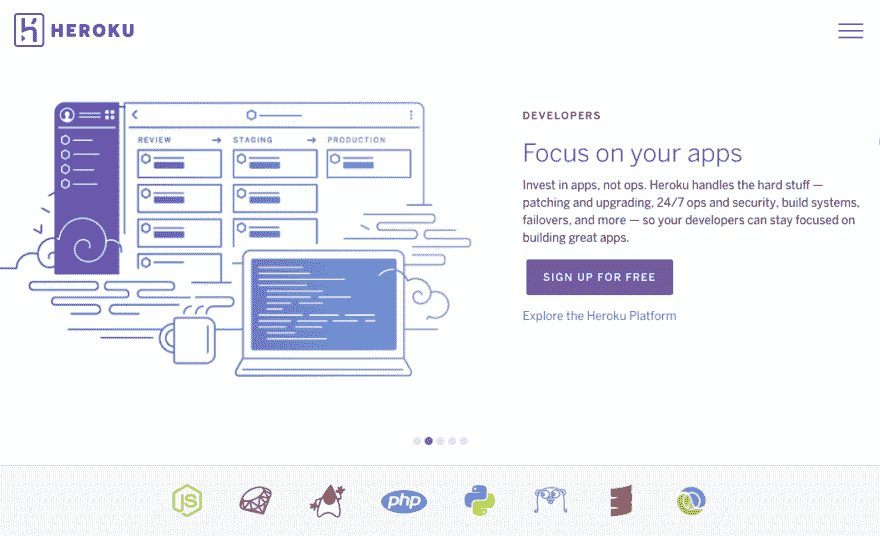 HEROKU
REVIEW
STAGING
PRODUCTION
DEVELOPERS
Focus on your apps
Invest in apps, not ops. Heroku handles the hard stuff —
patching and upgrading, 24/7 ops and security, build systems,
failovers, and more — so your developers can stay focused on
building great apps.
SIGN UP FOR FREE
Explore the Heroku Platform
JS
php